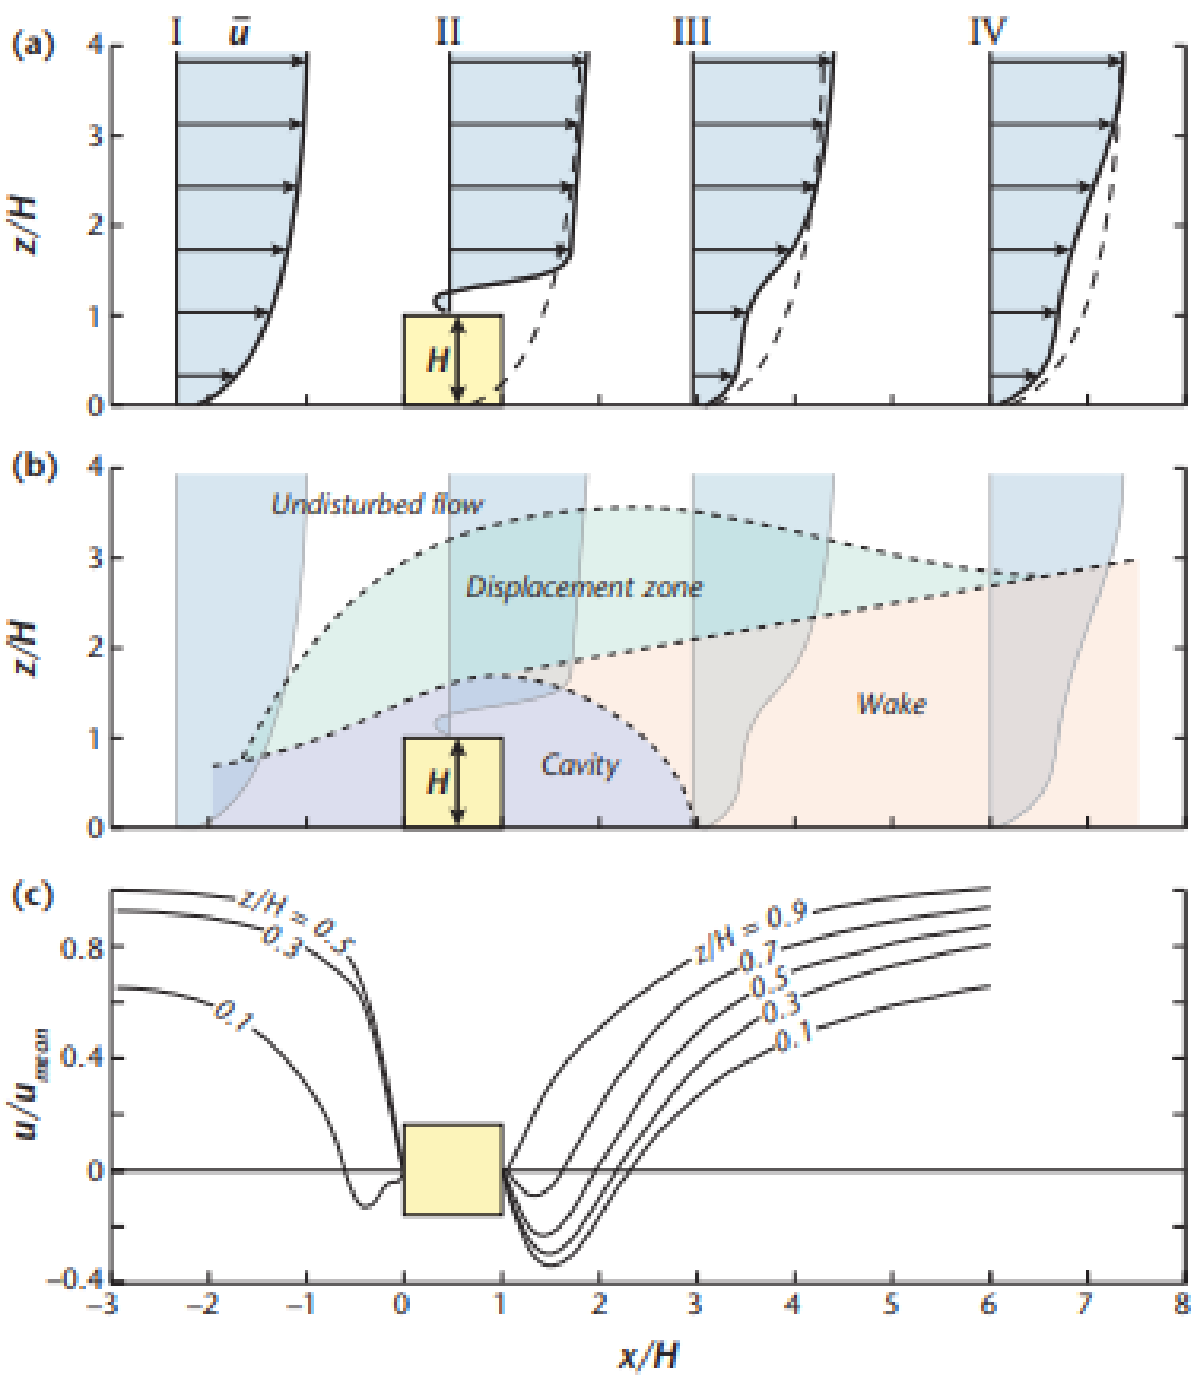 (a)
I ū II III IV
4
3
2
1
0
z/H
H
(b)
4
3
2
1
0
z/H
Undisturbed flow
Displacement zone
Wake
Cavity
H
(c)
0.8
0.4
0
–0.4
u/u_mean
z/H = 0.5
0.3
0.1
z/H = 0.9
0.7
0.5
0.3
0.1
–3 –2 –1 0 1 2 3 4 5 6 7 8
x/H